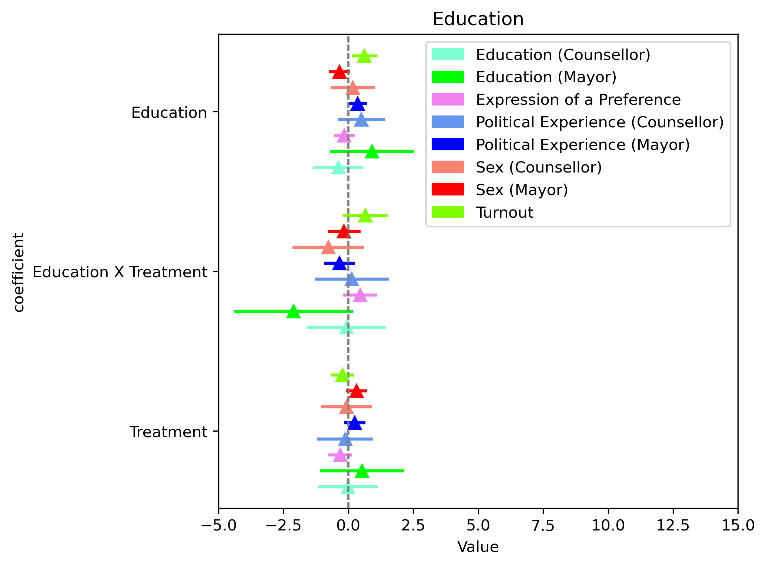 Education
Education (Counsellor)
Education (Mayor)
Expression of a Preference
Political Experience (Counsellor)
Political Experience (Mayor)
Sex (Counsellor)
Sex (Mayor)
Turnout
coefficient
Education
Education X Treatment
Treatment
−5.0 −2.5 0.0 2.5 5.0 7.5 10.0 12.5 15.0
Value